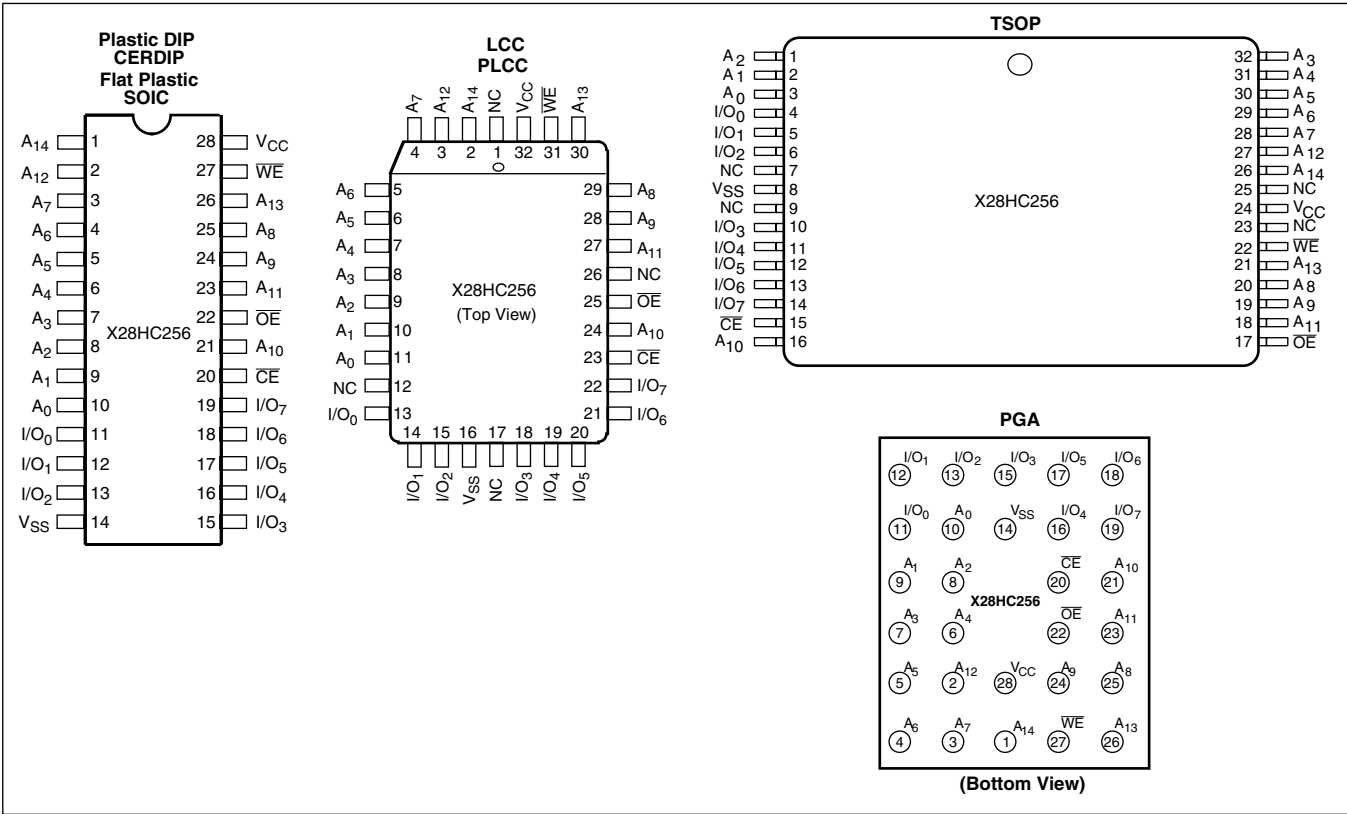 Plastic DIP
CERDIP
Flat Plastic
SOIC
A14 1 28 VCC
A12 2 27 WE
A7 3 26 A13
A6 4 25 A8
A5 5 24 A9
A4 6 23 A11
A3 7 22 OE
X28HC256
A2 8 21 A10
A1 9 20 CE
A0 10 19 I/O7
I/O0 11 18 I/O6
I/O1 12 17 I/O5
I/O2 13 16 I/O4
VSS 14 15 I/O3
LCC
PLCC
A7 A12 A14 NC VCC WE A13
4 3 2 1 32 31 30
A6 5 29 A8
A5 6 28 A9
A4 7 27 A11
A3 8 26 NC
X28HC256
A2 9 25 OE
(Top View)
A1 10 24 A10
A0 11 23 CE
NC 12 22 I/O7
I/O0 13 21 I/O6
14 15 16 17 18 19 20
I/O1 I/O2 VSS NC I/O3 I/O4 I/O5
TSOP
A2 1 32 A3
A1 2 31 A4
A0 3 30 A5
I/O0 4 29 A6
I/O1 5 28 A7
I/O2 6 27 A12
NC 7 26 A14
VSS 8 25 NC
X28HC256
NC 9 24 VCC
I/O3 10 23 NC
I/O4 11 22 WE
I/O5 12 21 A13
I/O6 13 20 A8
I/O7 14 19 A9
CE 15 18 A11
A10 16 17 OE
PGA
I/O1 I/O2 I/O3 I/O5 I/O6
12 13 15 17 18
I/O0 A0 VSS I/O4 I/O7
11 10 14 16 19
A1 A2 CE A10
9 8 20 21
X28HC256
A3 A4 OE A11
7 6 22 23
A5 A12 VCC A9 A8
5 2 28 24 25
A6 A7 A14 WE A13
4 3 1 27 26
(Bottom View)